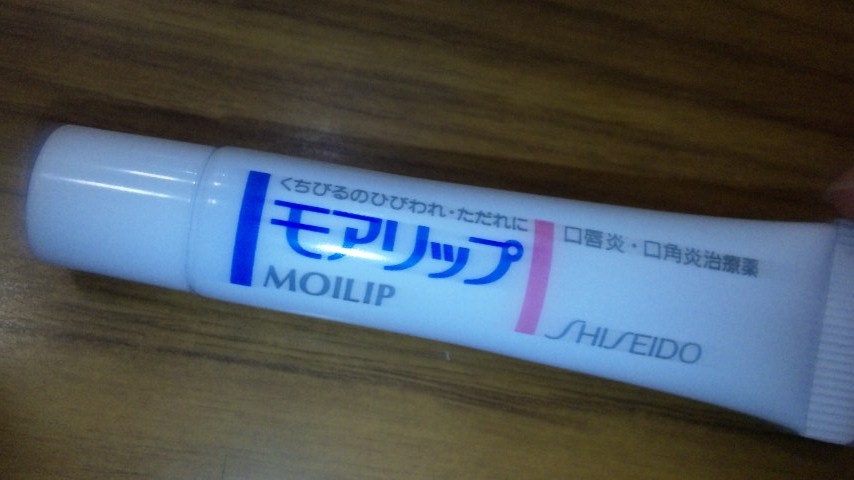 くちびるのひびわれ・ただれに
モアリップ
MOILIP
口唇炎・口角炎治療薬
SHISEIDO